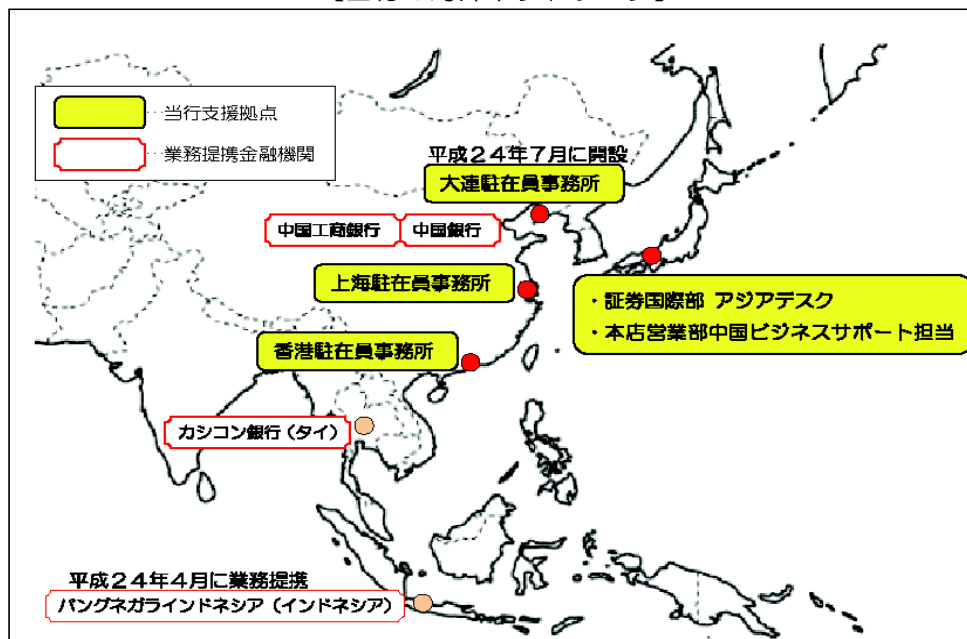 当行支援拠点
業務提携金融機関
平成24年7月に開設
大連駐在員事務所
中国工商銀行
中国銀行
上海駐在員事務所
・証券国際部 アジアデスク
・本店営業部中国ビジネスサポート担当
香港駐在員事務所
カシコン銀行（タイ）
平成24年4月に業務提携
バングネガラインドネシア（インドネシア）